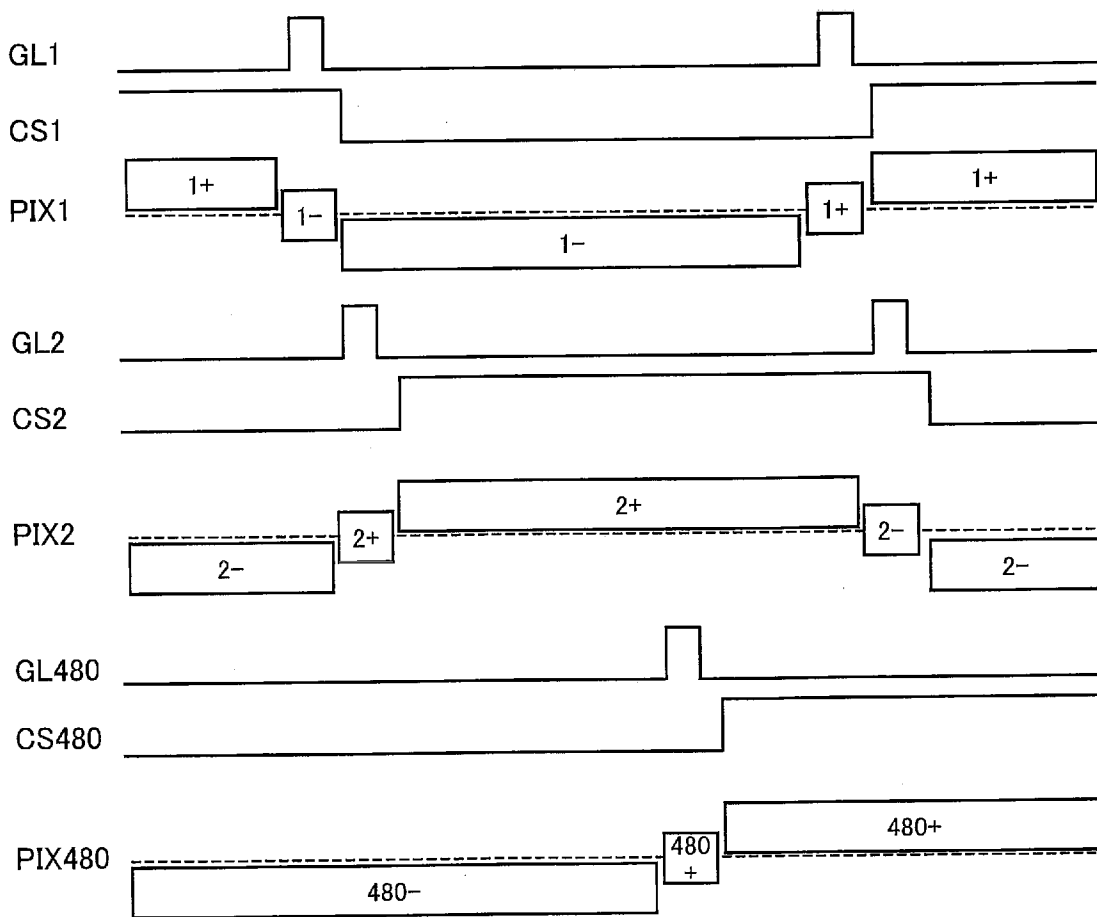 GL1
CS1
PIX1
1+
1−
1−
1+
1+
GL2
CS2
PIX2
2−
2+
2+
2−
2−
GL480
CS480
PIX480
480−
480
+
480+